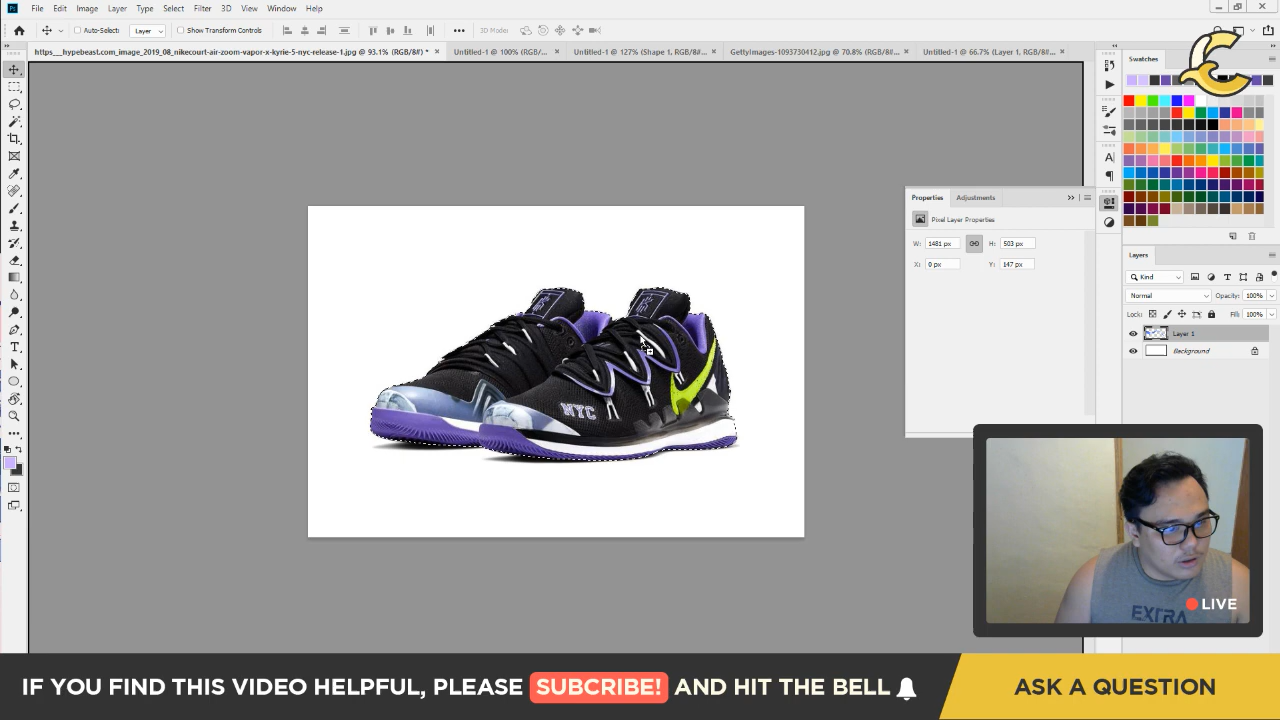 Ps File Edit Image Layer Type Select Filter 3D View Window Help
Auto-Select: Layer Show Transform Controls 3D Mode:
https___hypebeast.com_image_2019_08_nikecourt-air-zoom-vapor-x-kyrie-5-nyc-release-1.jpg @ 93.1% (RGB/8#) * × Untitled-1 @ 100% (RGB/... × Untitled-1 @ 127% (Shape 1, RGB/8... × GettyImages-1093730412.jpg @ 70.8% (RGB/8#)... × Untitled-1 @ 66.7% (Layer 1, RGB/8#... ×
Swatches
Properties Adjustments
Pixel Layer Properties
W: 1481 px H: 503 px
X: 0 px Y: 147 px
Layers
Kind
Normal Opacity: 100%
Lock: Fill: 100%
Layer 1
Background
NYC
EXTRA
LIVE
IF YOU FIND THIS VIDEO HELPFUL, PLEASE SUBCRIBE! AND HIT THE BELL
ASK A QUESTION